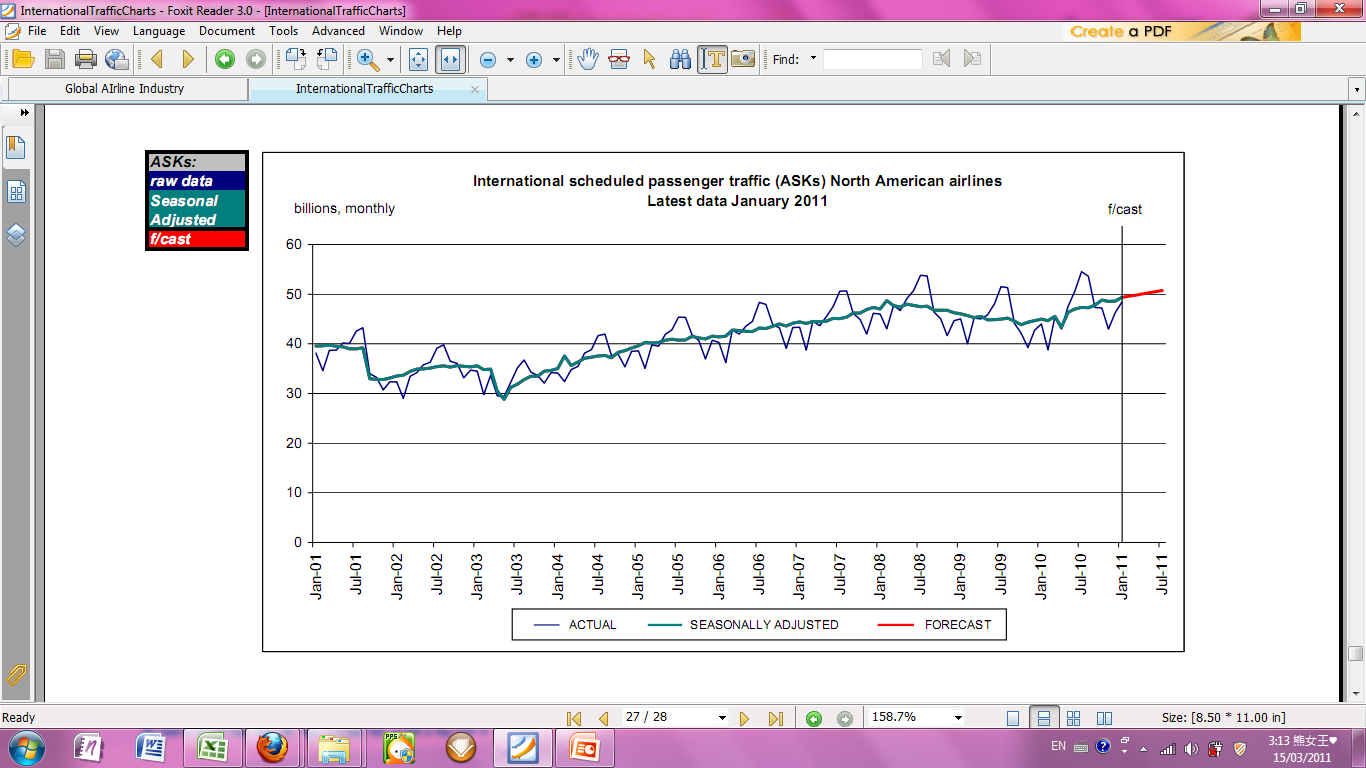 InternationalTrafficCharts - Foxit Reader 3.0 - [InternationalTrafficCharts]
File Edit View Language Document Tools Advanced Window Help
Create a PDF
Find:
Global AIrline Industry
InternationalTrafficCharts
ASKs:
raw data
Seasonal
Adjusted
f/cast
International scheduled passenger traffic (ASKs) North American airlines
Latest data January 2011
billions, monthly
f/cast
60
50
40
30
20
10
0
Jan-01
Jul-01
Jan-02
Jul-02
Jan-03
Jul-03
Jan-04
Jul-04
Jan-05
Jul-05
Jan-06
Jul-06
Jan-07
Jul-07
Jan-08
Jul-08
Jan-09
Jul-09
Jan-10
Jul-10
Jan-11
Jul-11
ACTUAL SEASONALLY ADJUSTED FORECAST
Ready
27 / 28
158.7%
Size: [8.50 * 11.00 in]
PPS
EN
3:13 熊女王♥
15/03/2011